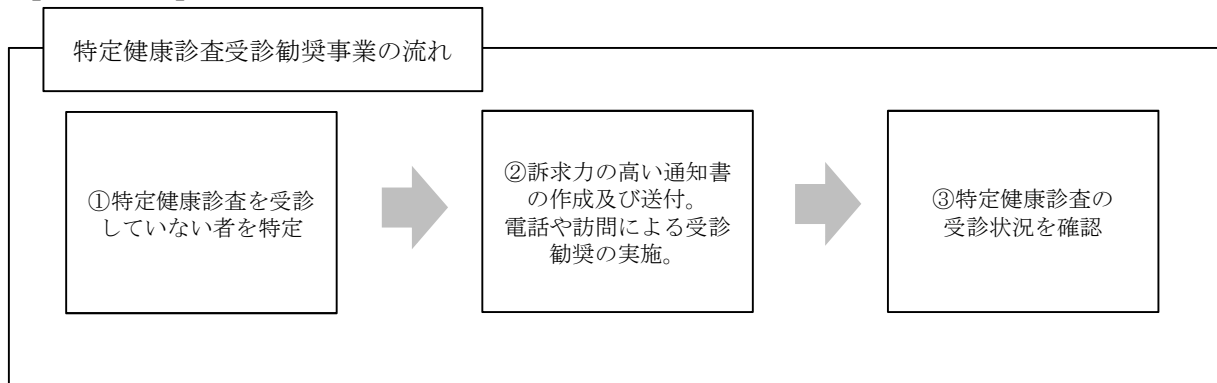 特定健康診査受診勧奨事業の流れ
①特定健康診査を受診
していない者を特定
②訴求力の高い通知書
の作成及び送付。
電話や訪問による受診
勧奨の実施。
③特定健康診査の
受診状況を確認